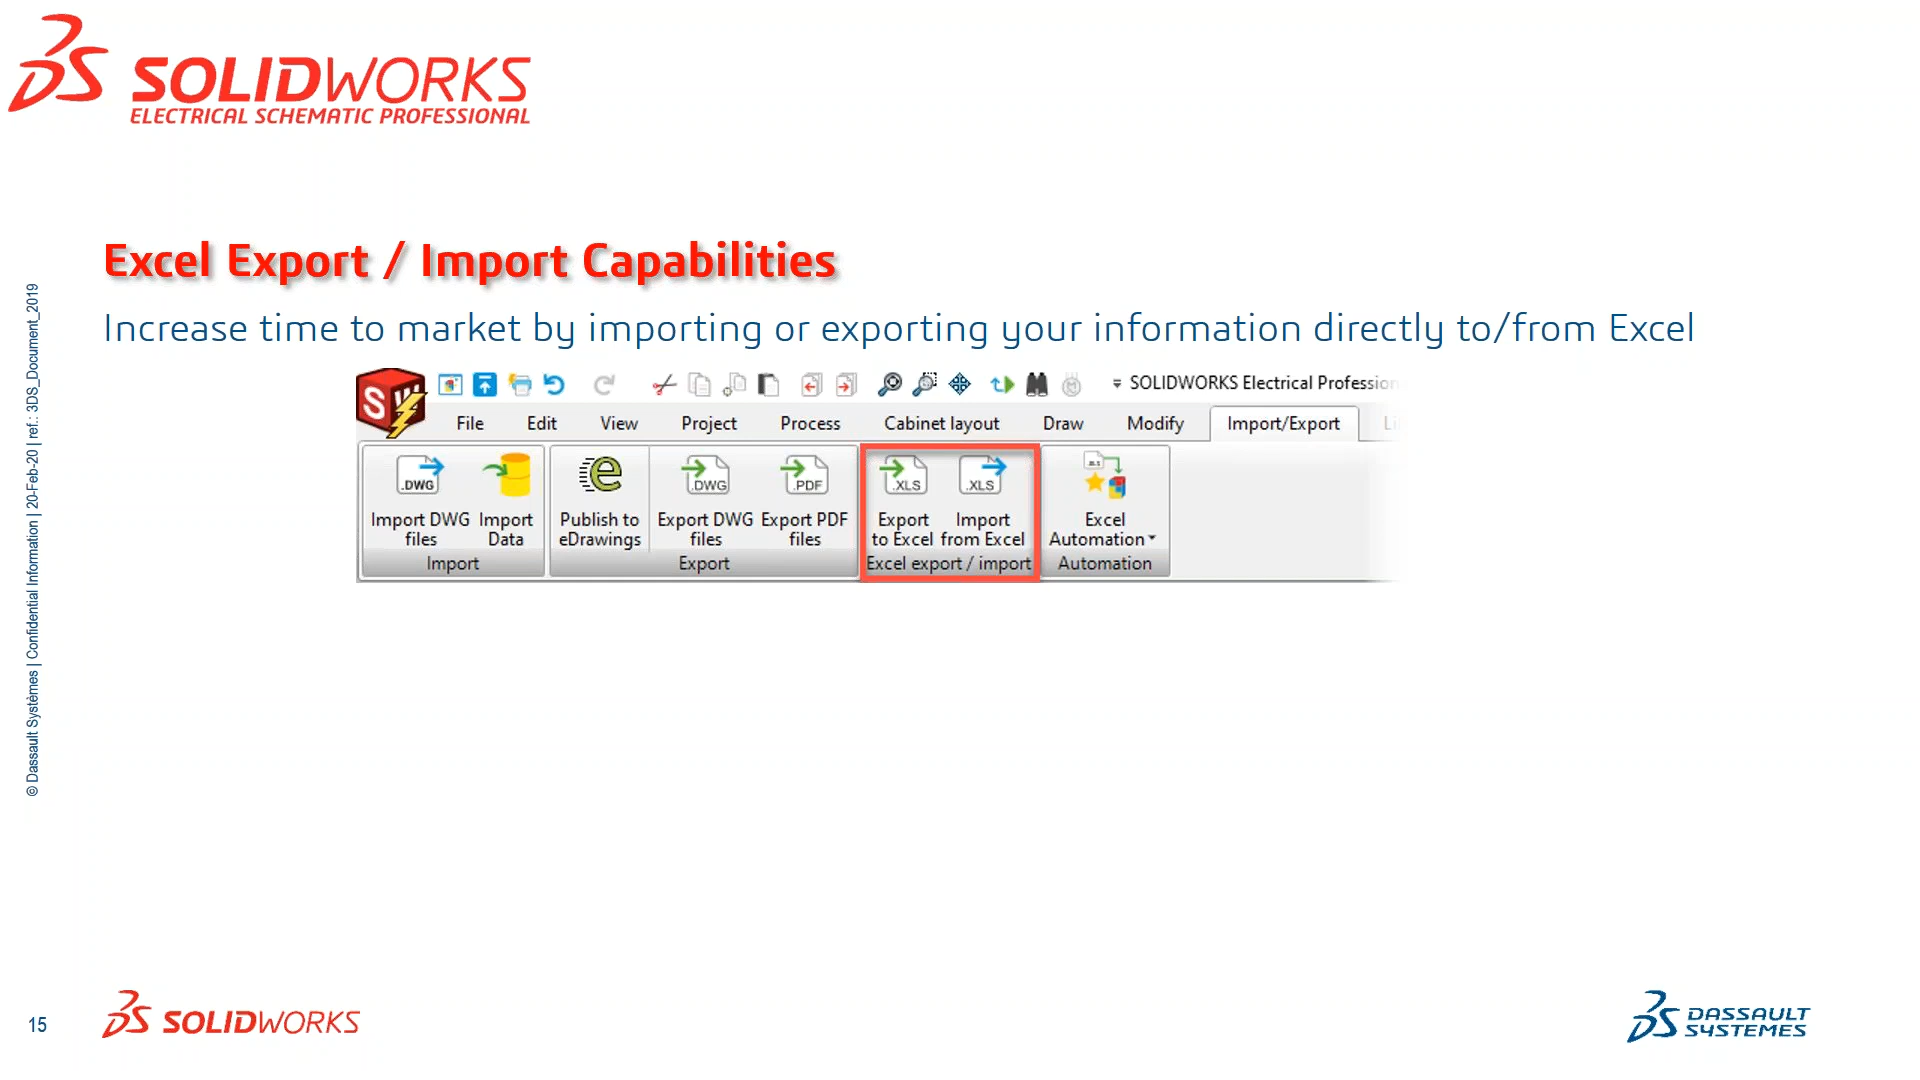 SOLIDWORKS
ELECTRICAL SCHEMATIC PROFESSIONAL
Excel Export / Import Capabilities
Increase time to market by importing or exporting your information directly to/from Excel
SOLIDWORKS Electrical Profession
File Edit View Project Process Cabinet layout Draw Modify Import/Export Li
.DWG .DWG .PDF .XLS .XLS
Import DWG files Import Data Publish to eDrawings Export DWG files Export PDF files Export to Excel Import from Excel Excel Automation
Import Export Excel export / import Automation
© Dassault Systèmes | Confidential Information | 20-Feb-20 | ref.: 3DS_Document_2019
15
SOLIDWORKS
DASSAULT
SYSTEMES